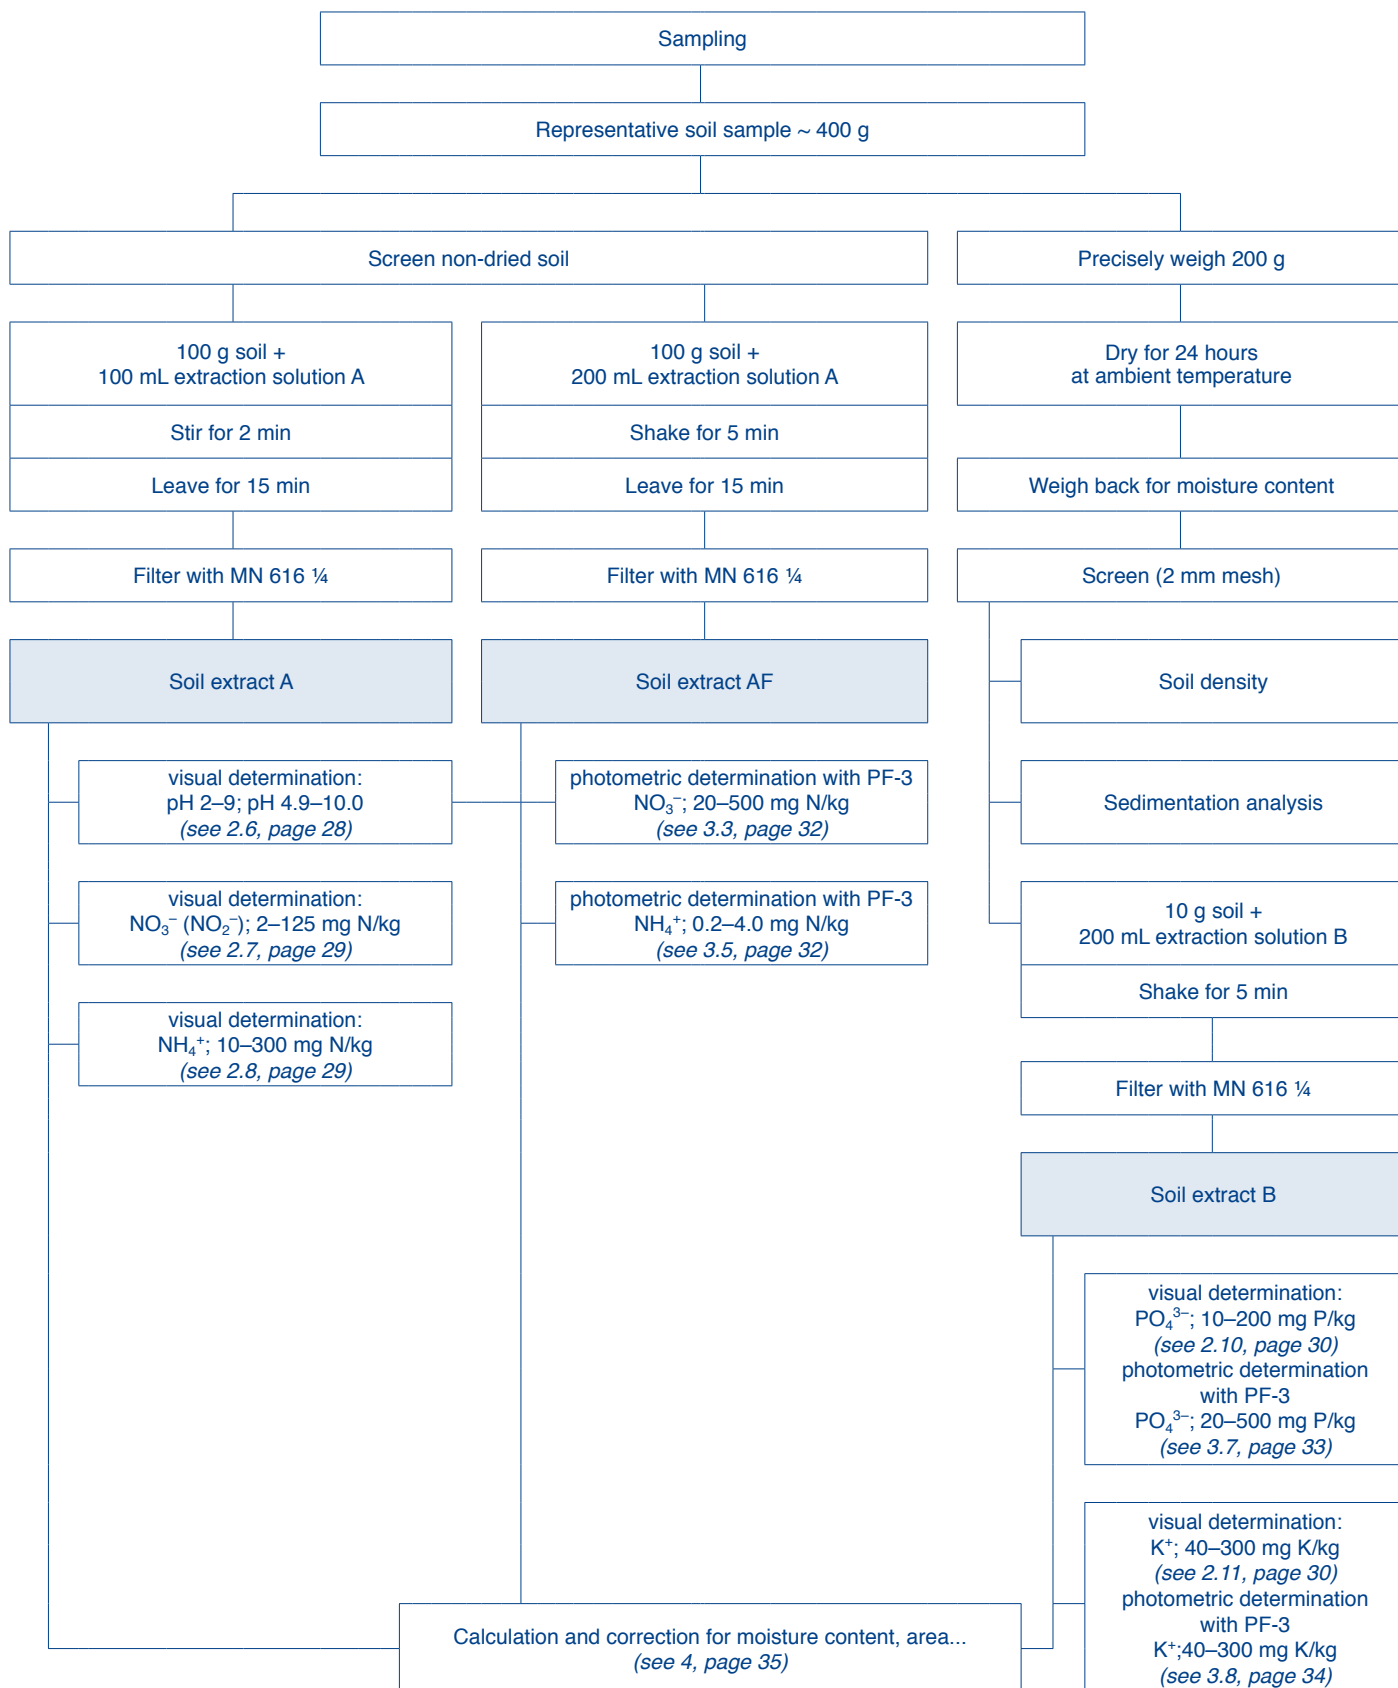 Sampling
Representative soil sample ~ 400 g
Screen non-dried soil
Precisely weigh 200 g
100 g soil +
100 mL extraction solution A
Stir for 2 min
Leave for 15 min
Filter with MN 616 ¼
Soil extract A
visual determination:
pH 2–9; pH 4.9–10.0
(see 2.6, page 28)
visual determination:
NO₃⁻ (NO₂⁻); 2–125 mg N/kg
(see 2.7, page 29)
visual determination:
NH₄⁺; 10–300 mg N/kg
(see 2.8, page 29)
100 g soil +
200 mL extraction solution A
Shake for 5 min
Leave for 15 min
Filter with MN 616 ¼
Soil extract AF
photometric determination with PF-3
NO₃⁻; 20–500 mg N/kg
(see 3.3, page 32)
photometric determination with PF-3
NH₄⁺; 0.2–4.0 mg N/kg
(see 3.5, page 32)
Dry for 24 hours
at ambient temperature
Weigh back for moisture content
Screen (2 mm mesh)
Soil density
Sedimentation analysis
10 g soil +
200 mL extraction solution B
Shake for 5 min
Filter with MN 616 ¼
Soil extract B
visual determination:
PO₄³⁻; 10–200 mg P/kg
(see 2.10, page 30)
photometric determination
with PF-3
PO₄³⁻; 20–500 mg P/kg
(see 3.7, page 33)
visual determination:
K⁺; 40–300 mg K/kg
(see 2.11, page 30)
photometric determination
with PF-3
K⁺;40–300 mg K/kg
(see 3.8, page 34)
Calculation and correction for moisture content, area...
(see 4, page 35)